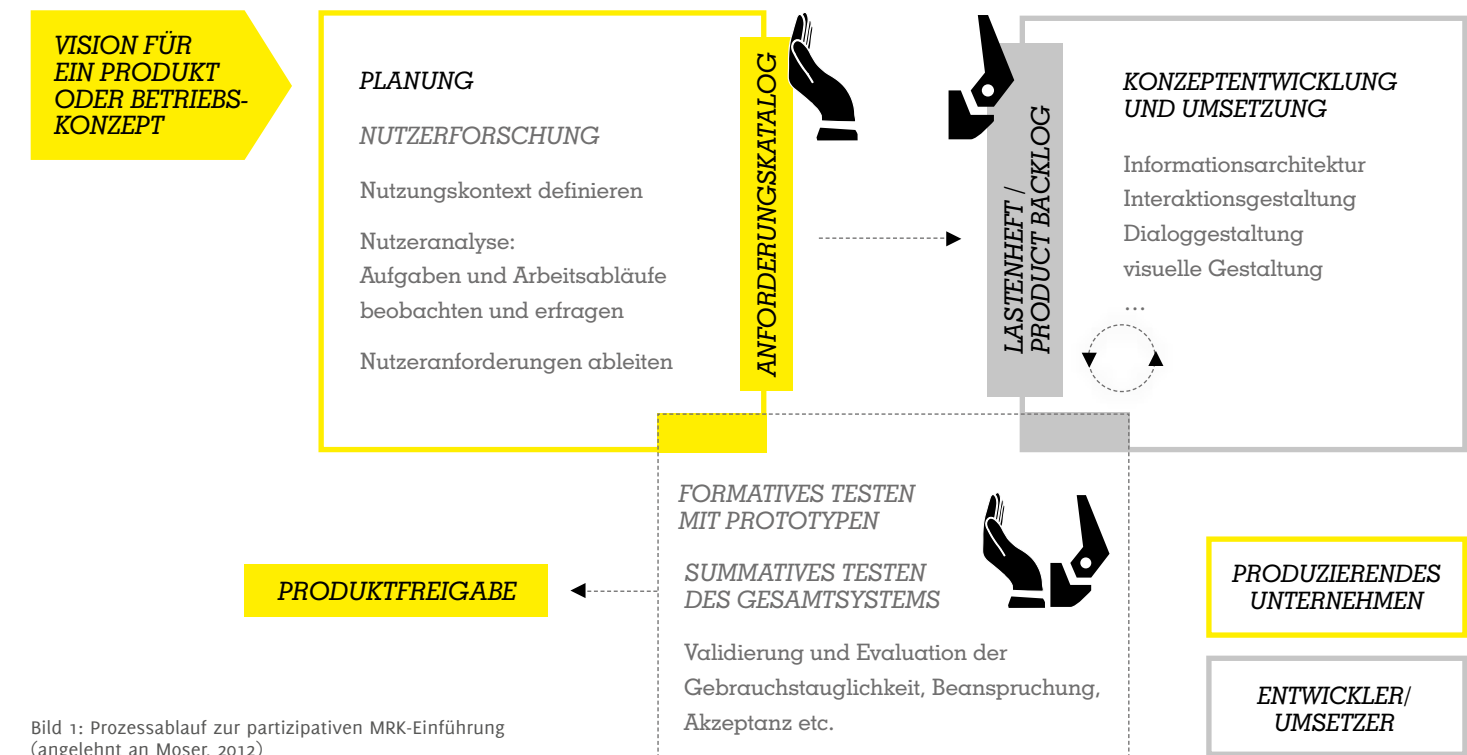 VISION FÜR
EIN PRODUKT
ODER BETRIEBS-
KONZEPT
PLANUNG
NUTZERFORSCHUNG
Nutzungskontext definieren
Nutzeranalyse:
Aufgaben und Arbeitsabläufe
beobachten und erfragen
Nutzeranforderungen ableiten
ANFORDERUNGSKATALOG
LASTENHEFT /
PRODUCT BACKLOG
KONZEPTENTWICKLUNG
UND UMSETZUNG
Informationsarchitektur
Interaktionsgestaltung
Dialoggestaltung
visuelle Gestaltung
...
FORMATIVES TESTEN
MIT PROTOTYPEN
SUMMATIVES TESTEN
DES GESAMTSYSTEMS
Validierung und Evaluation der
Gebrauchstauglichkeit, Beanspruchung,
Akzeptanz etc.
PRODUKTFREIGABE
PRODUZIERENDES
UNTERNEHMEN
ENTWICKLER/
UMSETZER
Bild 1: Prozessablauf zur partizipativen MRK-Einführung
(angelehnt an Moser, 2012)